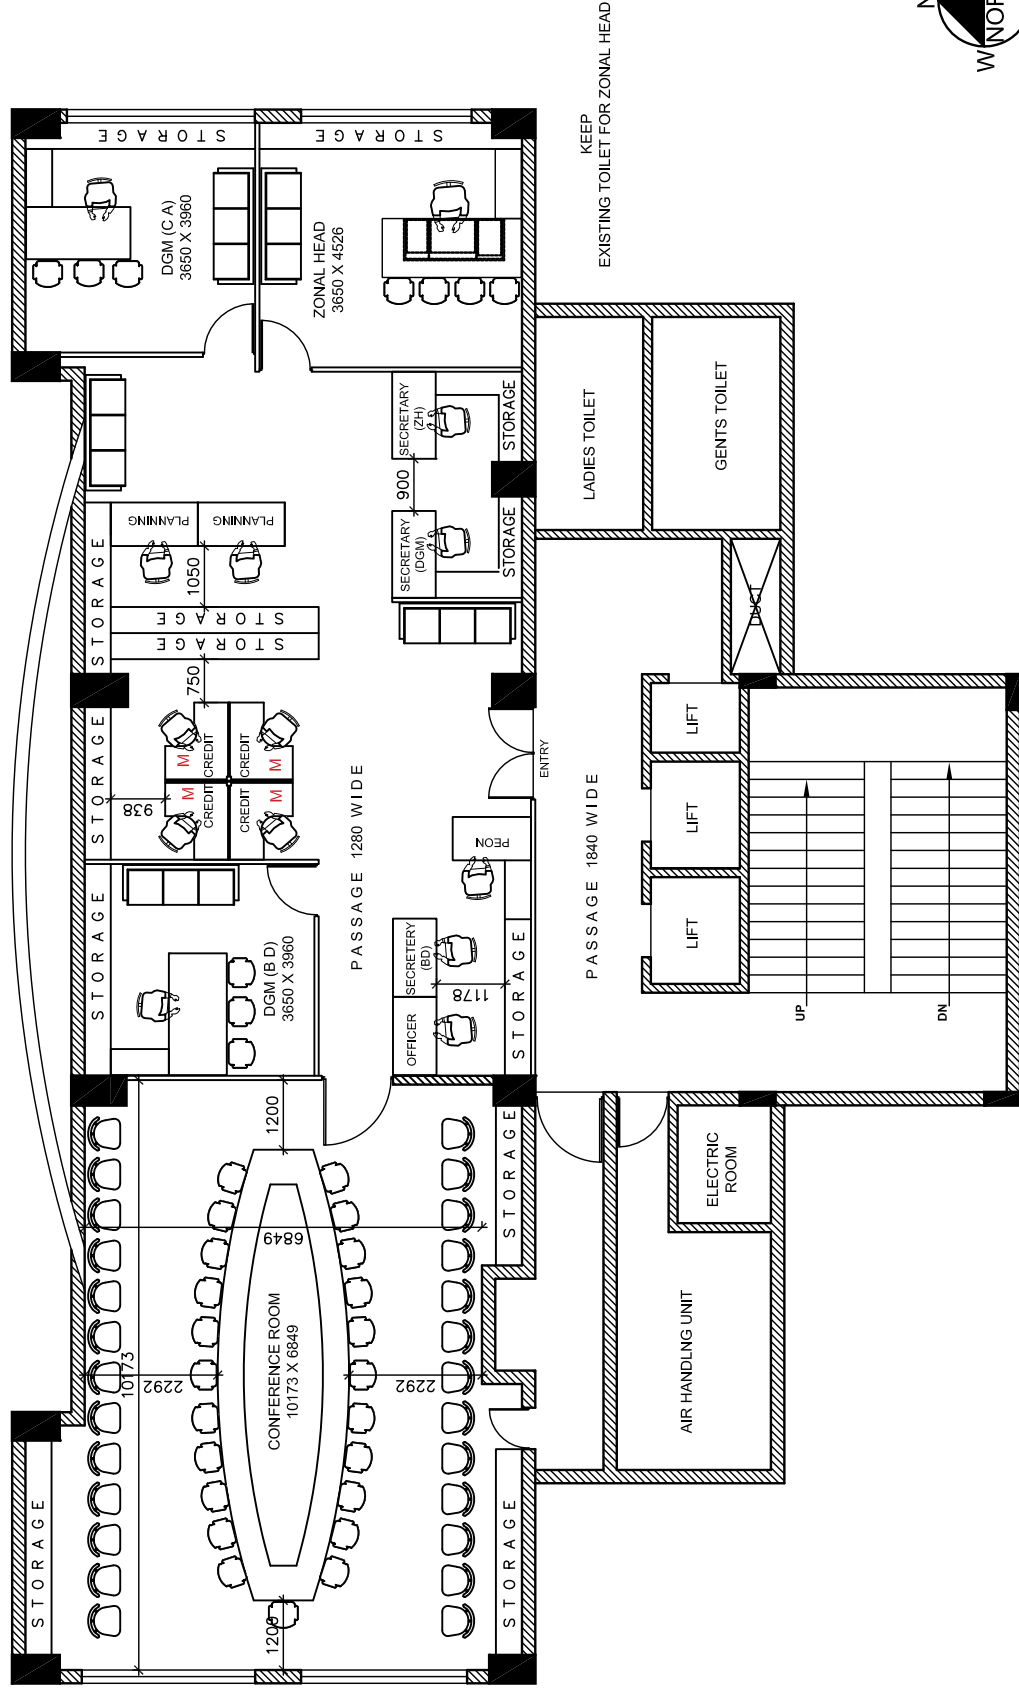 N
W
NOR
KEEP
EXISTING TOILET FOR ZONAL HEAD
STORAGE
STORAGE
DGM (C A)
3650 X 3960
ZONAL HEAD
3650 X 4526
SECRETARY
(ZH)
STORAGE
900
SECRETARY
(DGM)
STORAGE
LADIES TOILET
GENTS TOILET
DUCT
PLANNING
PLANNING
STORAGE
1050
STORAGE
STORAGE
750
STORAGE
938
M
CREDIT
CREDIT
M
M
CREDIT
CREDIT
M
PASSAGE 1280 WIDE
ENTRY
PEON
PASSAGE 1840 WIDE
LIFT
LIFT
LIFT
UP
DN
STORAGE
DGM (B D)
3650 X 3960
SECRETERY
(BD)
OFFICER
1178
STORAGE
1200
10173
6849
2292
2292
CONFERENCE ROOM
10173 X 6849
1200
STORAGE
STORAGE
STORAGE
ELECTRIC
ROOM
AIR HANDLNG UNIT